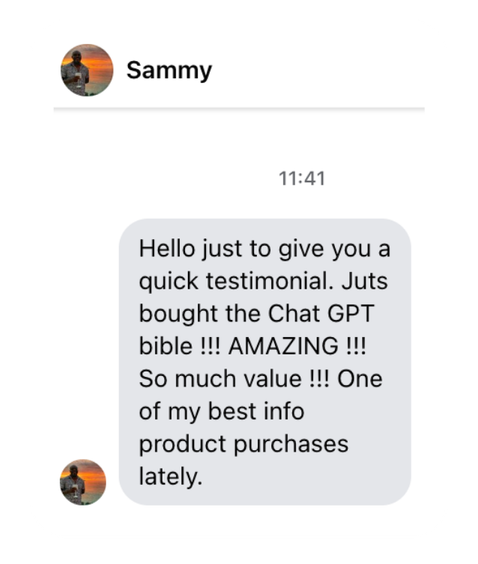 Sammy
11:41
Hello just to give you a
quick testimonial. Juts
bought the Chat GPT
bible !!! AMAZING !!!
So much value !!! One
of my best info
product purchases
lately.